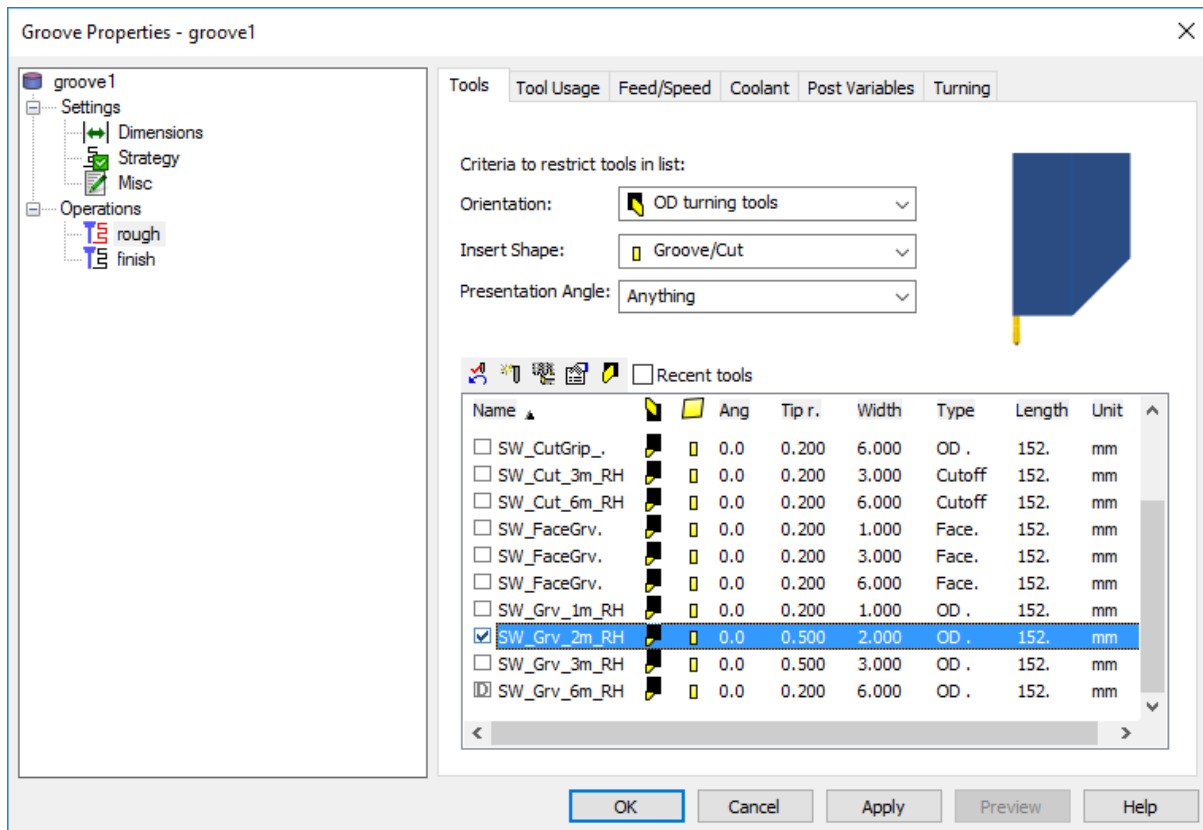 Groove Properties - groove1
groove1
Settings
Dimensions
Strategy
Misc
Operations
rough
finish
Tools Tool Usage Feed/Speed Coolant Post Variables Turning
Criteria to restrict tools in list:
Orientation: OD turning tools
Insert Shape: Groove/Cut
Presentation Angle: Anything
Recent tools
Name Ang Tip r. Width Type Length Unit
SW_CutGrip_. 0.0 0.200 6.000 OD . 152. mm
SW_Cut_3m_RH 0.0 0.200 3.000 Cutoff 152. mm
SW_Cut_6m_RH 0.0 0.200 6.000 Cutoff 152. mm
SW_FaceGrv. 0.0 0.200 1.000 Face. 152. mm
SW_FaceGrv. 0.0 0.200 3.000 Face. 152. mm
SW_FaceGrv. 0.0 0.200 6.000 Face. 152. mm
SW_Grv_1m_RH 0.0 0.200 1.000 OD . 152. mm
SW_Grv_2m_RH 0.0 0.500 2.000 OD . 152. mm
SW_Grv_3m_RH 0.0 0.500 3.000 OD . 152. mm
D SW_Grv_6m_RH 0.0 0.200 6.000 OD . 152. mm
OK Cancel Apply Preview Help